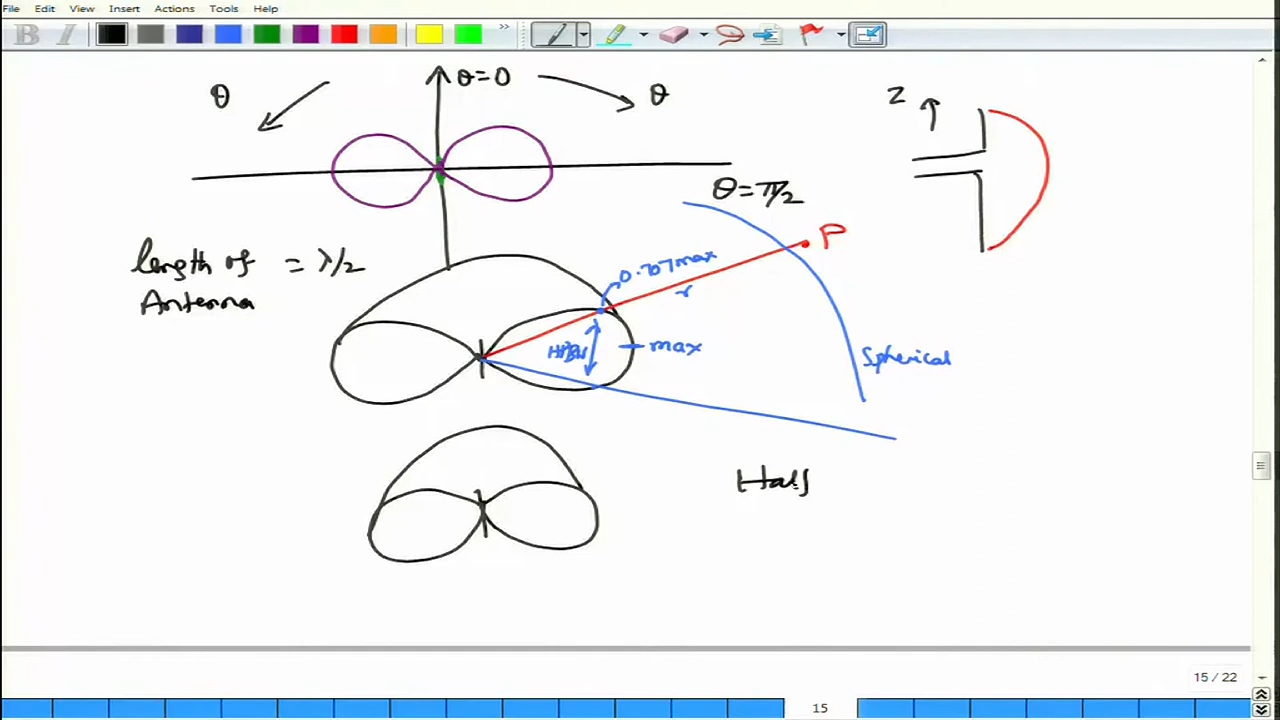 File Edit View Insert Actions Tools Help
B I
θ θ=0 θ
z
θ=π/2
P
length of = λ/2
Antenna
0.707max
r
HPBW
max
Spherical
Half
15 / 22
15